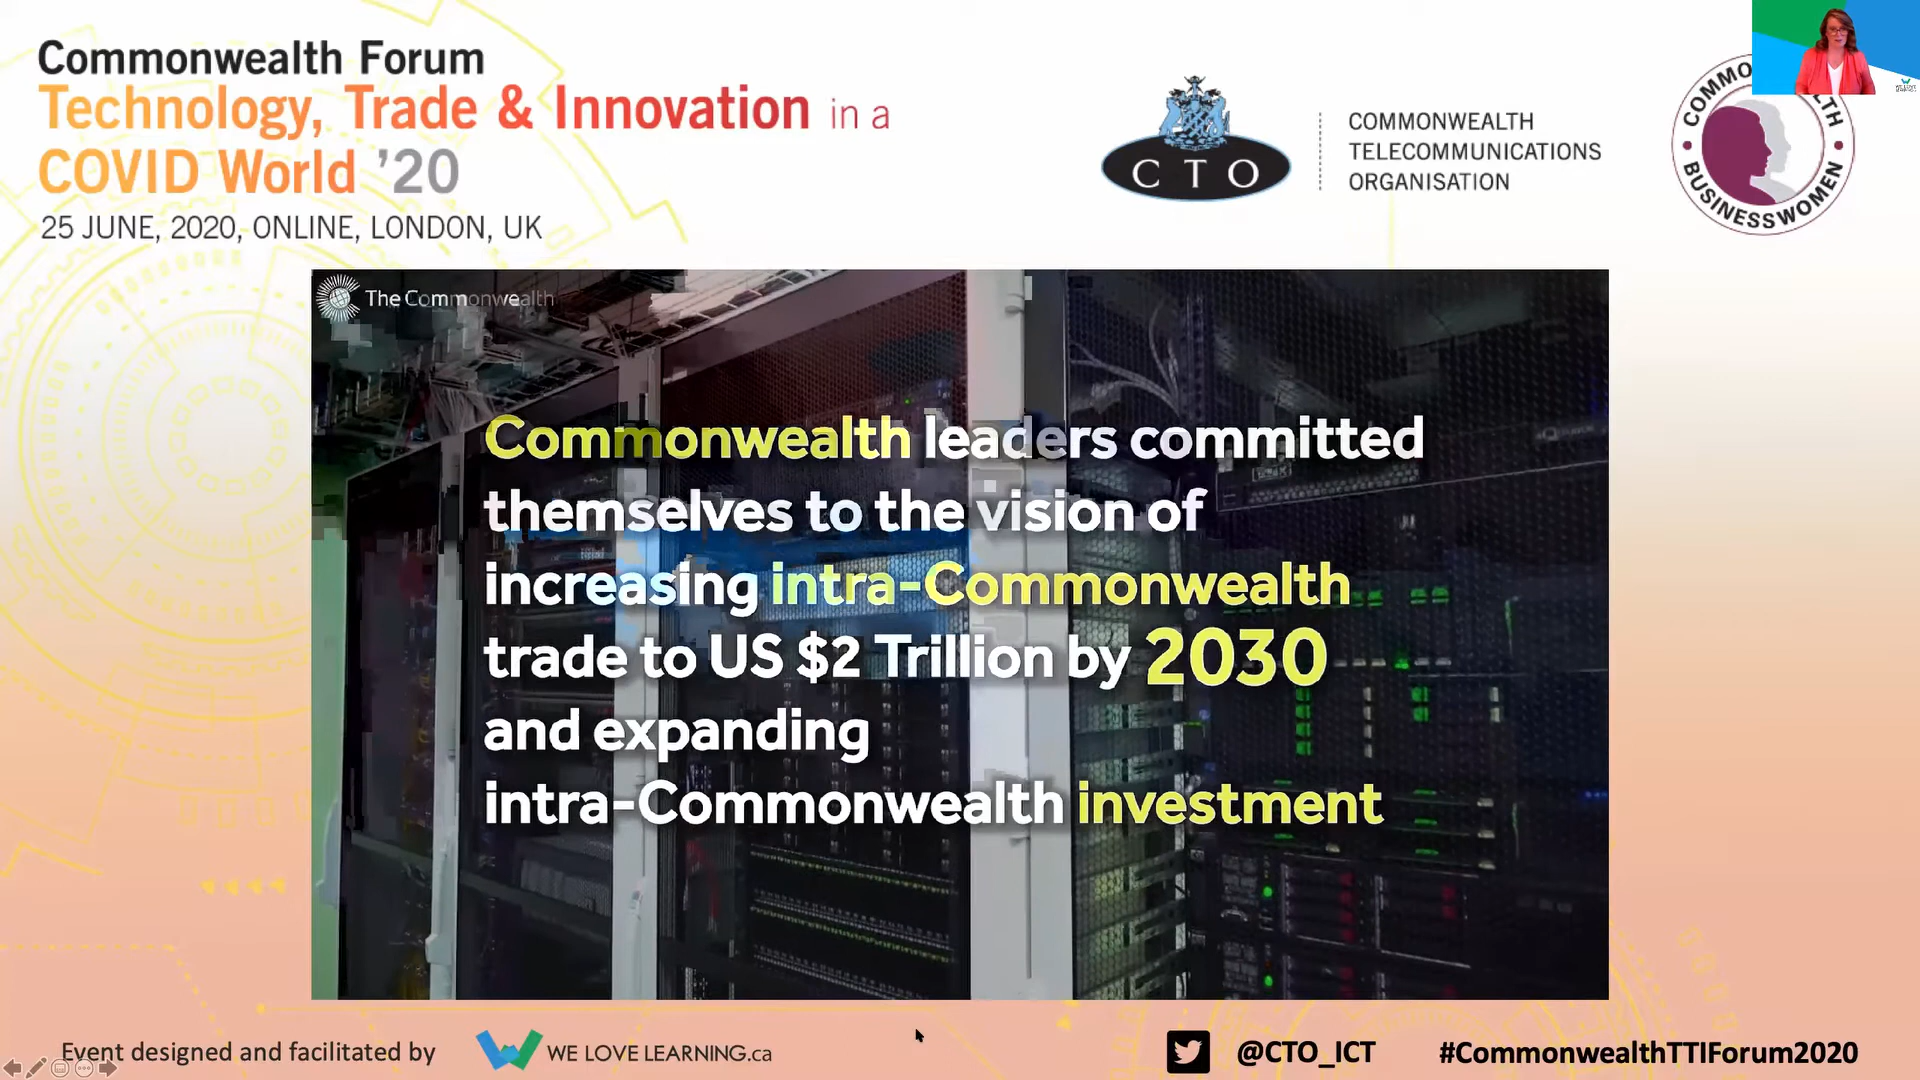 Commonwealth Forum
Technology, Trade & Innovation in a
COVID World ’20
25 JUNE, 2020, ONLINE, LONDON, UK
CTO
COMMONWEALTH
TELECOMMUNICATIONS
ORGANISATION
BUSINESSWOMEN
The Commonwealth
Commonwealth leaders committed
themselves to the vision of
increasing intra-Commonwealth
trade to US $2 Trillion by 2030
and expanding
intra-Commonwealth investment
Event designed and facilitated by
WE LOVE LEARNING.ca
@CTO_ICT
#CommonwealthTTIForum2020